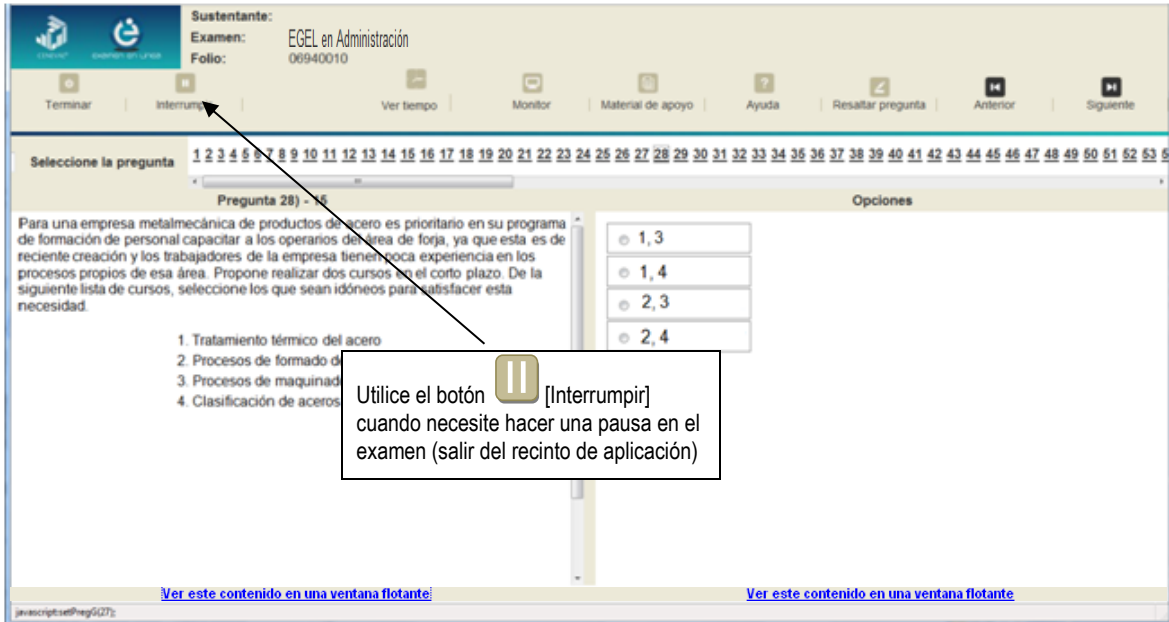 Sustentante:
Examen: EGEL en Administración
Folio: 06940010
CENEVAL
examen en línea
Terminar
Interrump
Ver tiempo
Monitor
Material de apoyo
Ayuda
Resaltar pregunta
Anterior
Siguiente
Seleccione la pregunta
1 2 3 4 5 6 7 8 9 10 11 12 13 14 15 16 17 18 19 20 21 22 23 24 25 26 27 28 29 30 31 32 33 34 35 36 37 38 39 40 41 42 43 44 45 46 47 48 49 50 51 52 53 5
Pregunta 28) - 15
Opciones
Para una empresa metalmecánica de productos de acero es prioritario en su programa
de formación de personal capacitar a los operarios del área de forja, ya que esta es de
reciente creación y los trabajadores de la empresa tienen poca experiencia en los
procesos propios de esa área. Propone realizar dos cursos en el corto plazo. De la
siguiente lista de cursos, seleccione los que sean idóneos para satisfacer esta
necesidad.
1. Tratamiento térmico del acero
2. Procesos de formado d
3. Procesos de maquinad
4. Clasificación de aceros
1, 3
1, 4
2, 3
2, 4
Utilice el botón [Interrumpir]
cuando necesite hacer una pausa en el
examen (salir del recinto de aplicación)
Ver este contenido en una ventana flotante
Ver este contenido en una ventana flotante
javascript:setPregG(27);